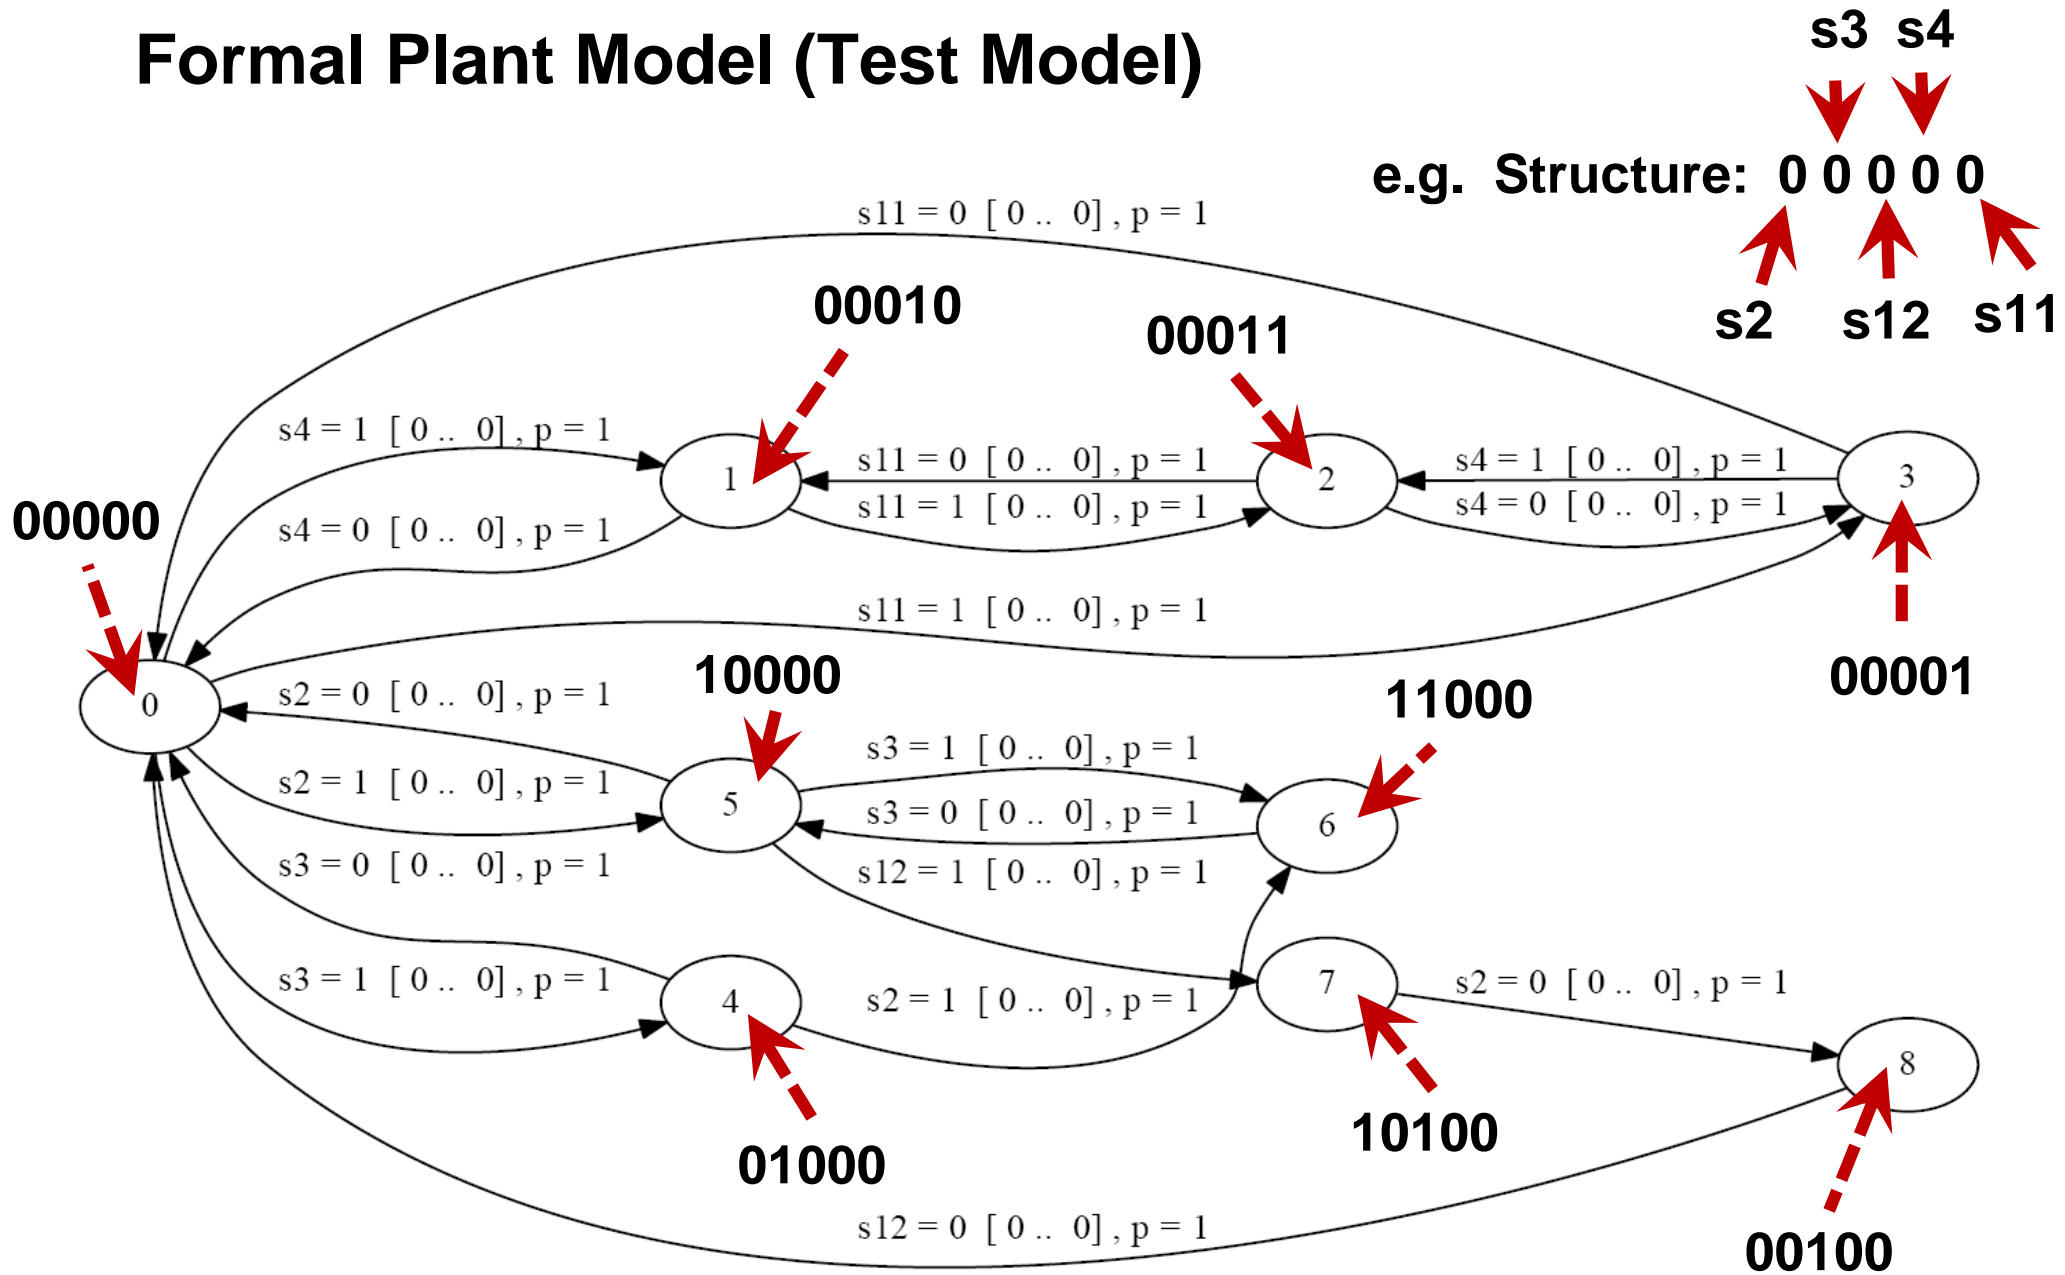 Formal Plant Model (Test Model)
s3 s4
e.g. Structure: 0 0 0 0 0
s2 s12 s11
s11 = 0 [ 0 .. 0] , p = 1
00010
00011
s4 = 1 [ 0 .. 0] , p = 1
s11 = 0 [ 0 .. 0] , p = 1
s4 = 1 [ 0 .. 0] , p = 1
1
2
3
00000
s4 = 0 [ 0 .. 0] , p = 1
s11 = 1 [ 0 .. 0] , p = 1
s4 = 0 [ 0 .. 0] , p = 1
s11 = 1 [ 0 .. 0] , p = 1
00001
10000
11000
0
s2 = 0 [ 0 .. 0] , p = 1
s3 = 1 [ 0 .. 0] , p = 1
s2 = 1 [ 0 .. 0] , p = 1
5
s3 = 0 [ 0 .. 0] , p = 1
6
s3 = 0 [ 0 .. 0] , p = 1
s12 = 1 [ 0 .. 0] , p = 1
s3 = 1 [ 0 .. 0] , p = 1
4
s2 = 1 [ 0 .. 0] , p = 1
7
s2 = 0 [ 0 .. 0] , p = 1
8
01000
10100
s12 = 0 [ 0 .. 0] , p = 1
00100